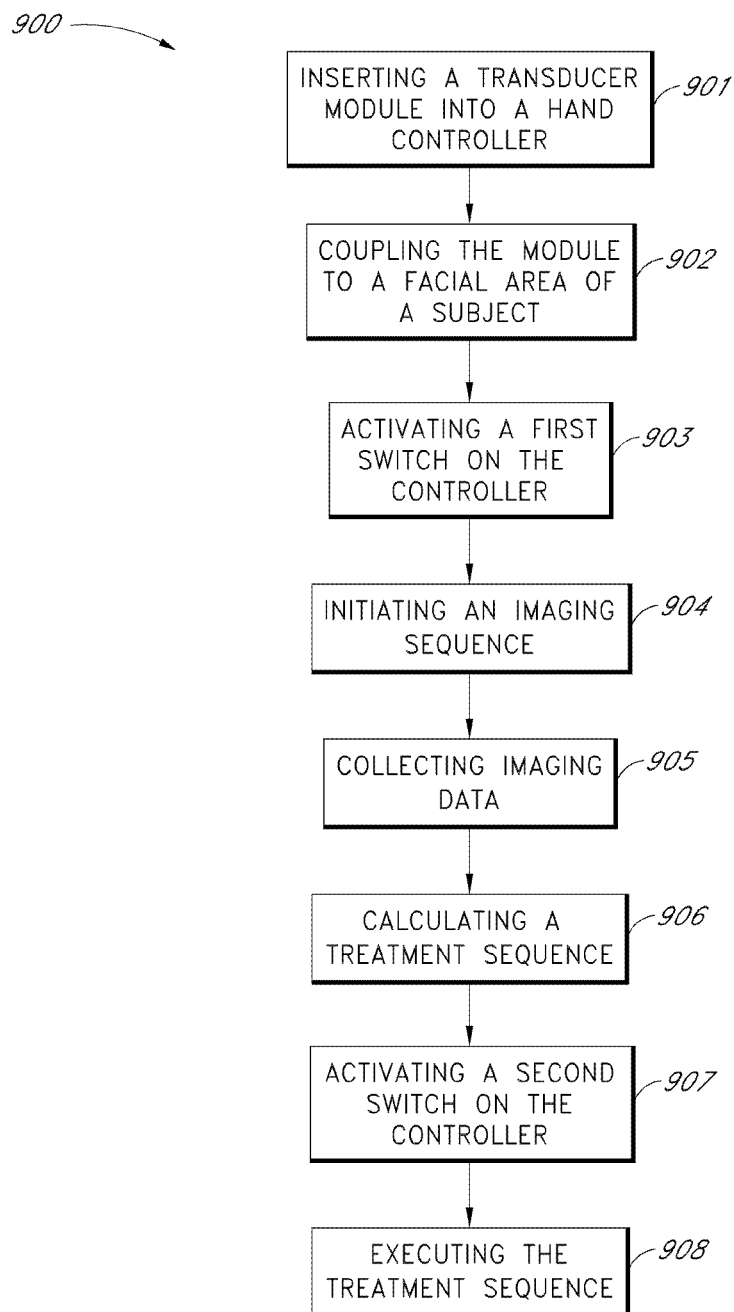 900
INSERTING A TRANSDUCER
MODULE INTO A HAND
CONTROLLER
901
COUPLING THE MODULE
TO A FACIAL AREA OF
A SUBJECT
902
ACTIVATING A FIRST
SWITCH ON THE
CONTROLLER
903
INITIATING AN IMAGING
SEQUENCE
904
COLLECTING IMAGING
DATA
905
CALCULATING A
TREATMENT SEQUENCE
906
ACTIVATING A SECOND
SWITCH ON THE
CONTROLLER
907
EXECUTING THE
TREATMENT SEQUENCE
908